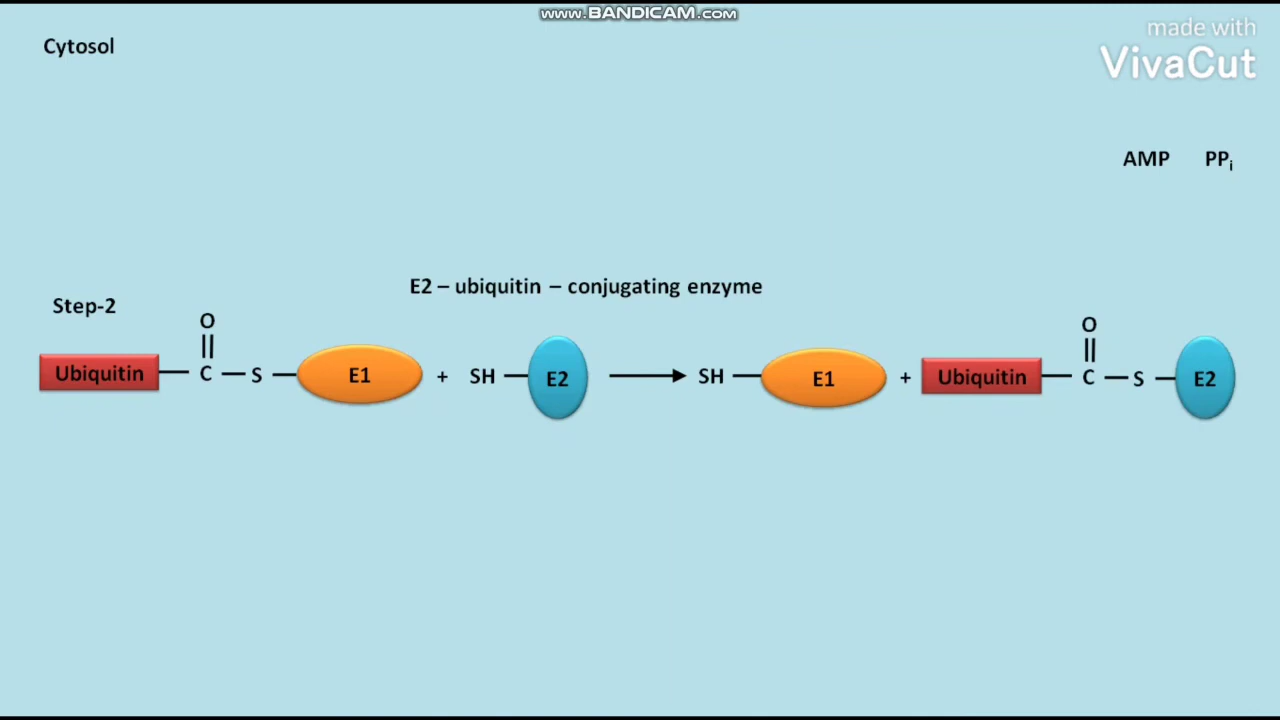 www.BANDICAM.com
made with
VivaCut
Cytosol
AMP PPi
E2 – ubiquitin – conjugating enzyme
Step-2
O O
Ubiquitin C S E1 + SH E2 SH E1 + Ubiquitin C S E2